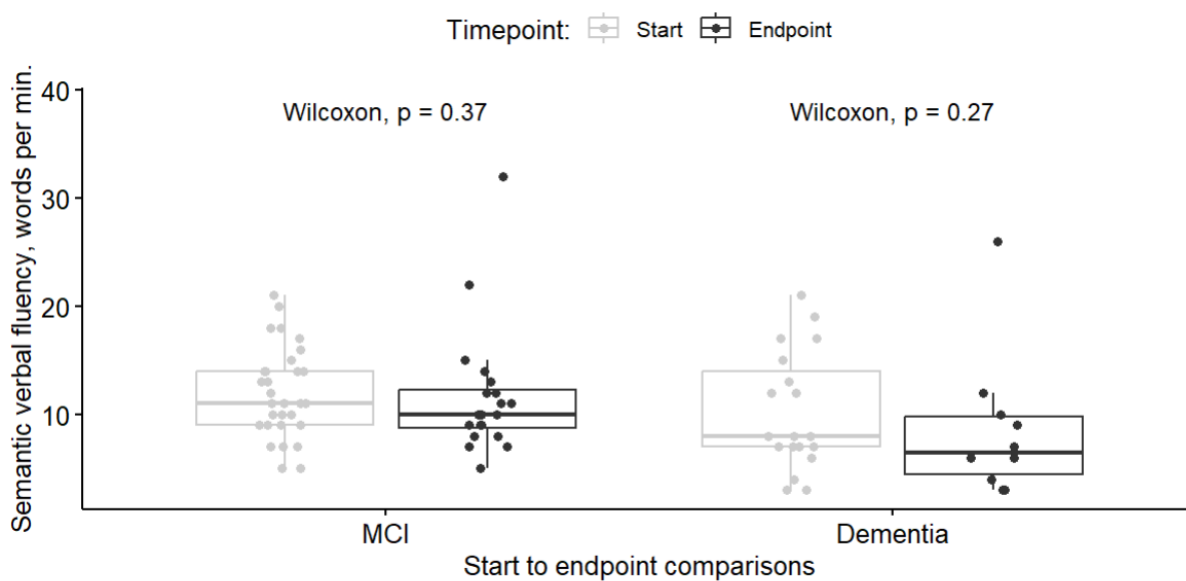 Timepoint: Start Endpoint
Semantic verbal fluency, words per min.
40
30
20
10
Wilcoxon, p = 0.37
Wilcoxon, p = 0.27
MCI
Dementia
Start to endpoint comparisons